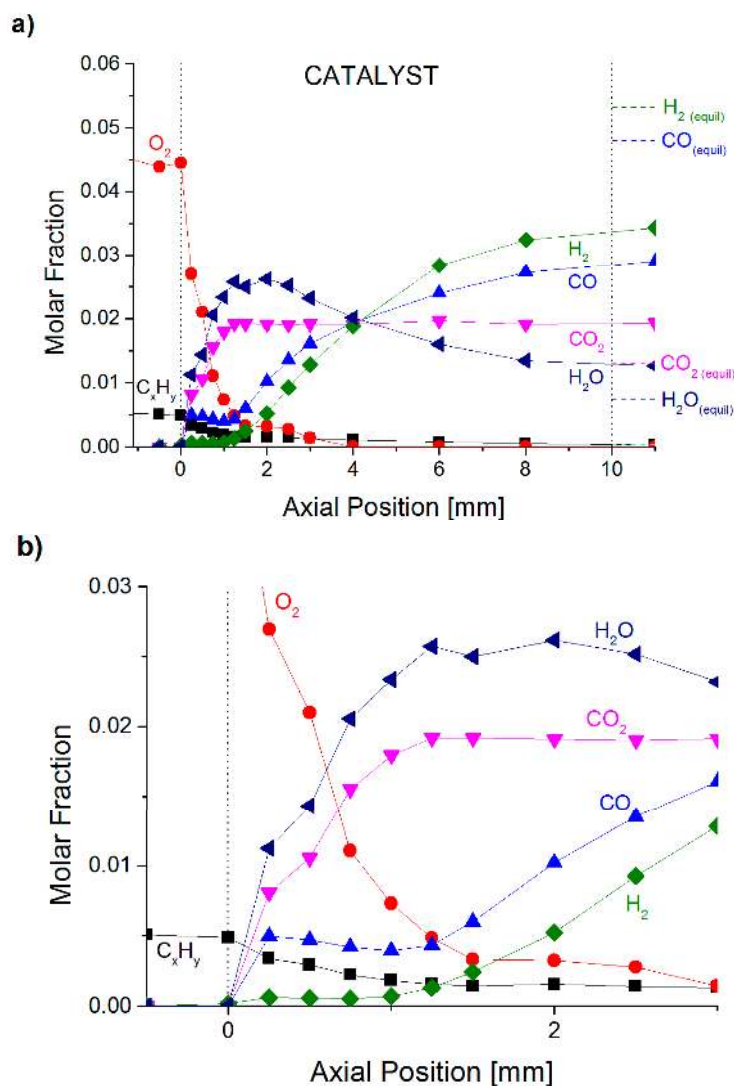 a)
CATALYST
0.06
0.05
0.04
0.03
0.02
0.01
0.00
Molar Fraction
O₂
CₓHᵧ
H₂ (equil)
CO(equil)
H₂
CO
CO₂
H₂O
CO₂ (equil)
H₂O(equil)
0 2 4 6 8 10
Axial Position [mm]
b)
0.03
0.02
0.01
0.00
Molar Fraction
O₂
H₂O
CO₂
CO
H₂
CₓHᵧ
0 2
Axial Position [mm]